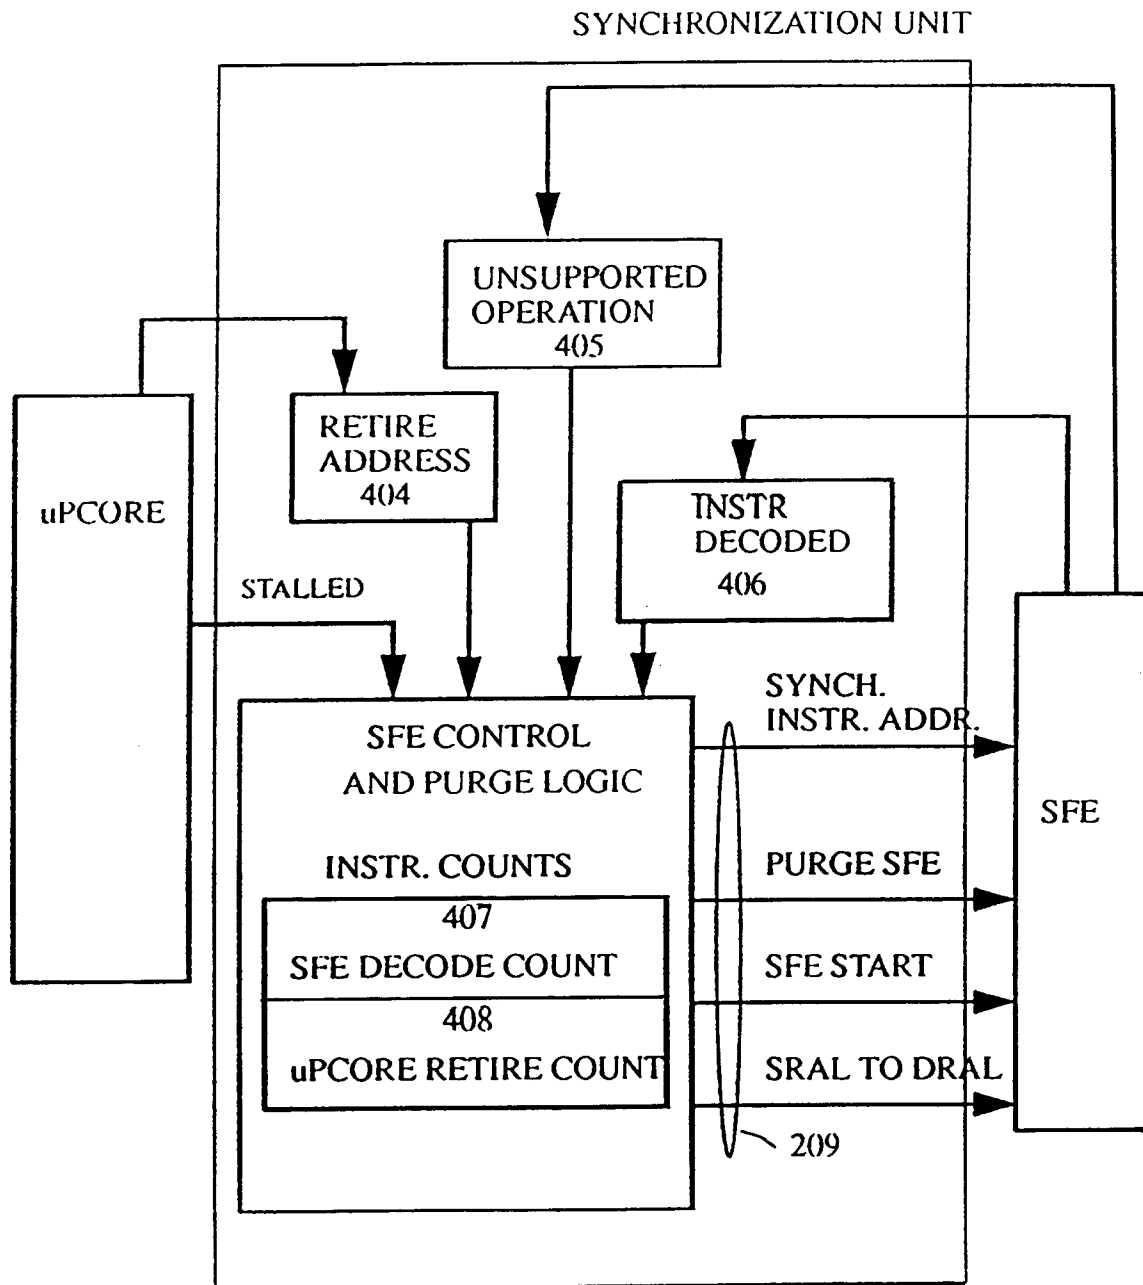 SYNCHRONIZATION UNIT
UNSUPPORTED
OPERATION
405
RETIRE
ADDRESS
404
uPCORE
INSTR
DECODED
406
STALLED
SFE CONTROL
AND PURGE LOGIC
INSTR. COUNTS
407
SFE DECODE COUNT
408
uPCORE RETIRE COUNT
SYNCH.
INSTR. ADDR.
PURGE SFE
SFE START
SRAL TO DRAL
209
SFE